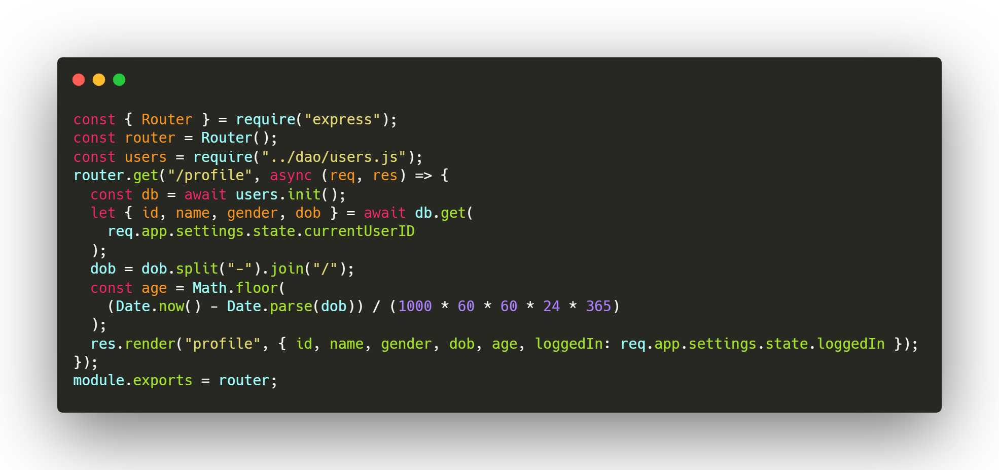 const { Router } = require("express");
const router = Router();
const users = require("../dao/users.js");
router.get("/profile", async (req, res) => {
  const db = await users.init();
  let { id, name, gender, dob } = await db.get(
    req.app.settings.state.currentUserID
  );
  dob = dob.split("-").join("/");
  const age = Math.floor(
    (Date.now() - Date.parse(dob)) / (1000 * 60 * 60 * 24 * 365)
  );
  res.render("profile", { id, name, gender, dob, age, loggedIn: req.app.settings.state.loggedIn });
});
module.exports = router;